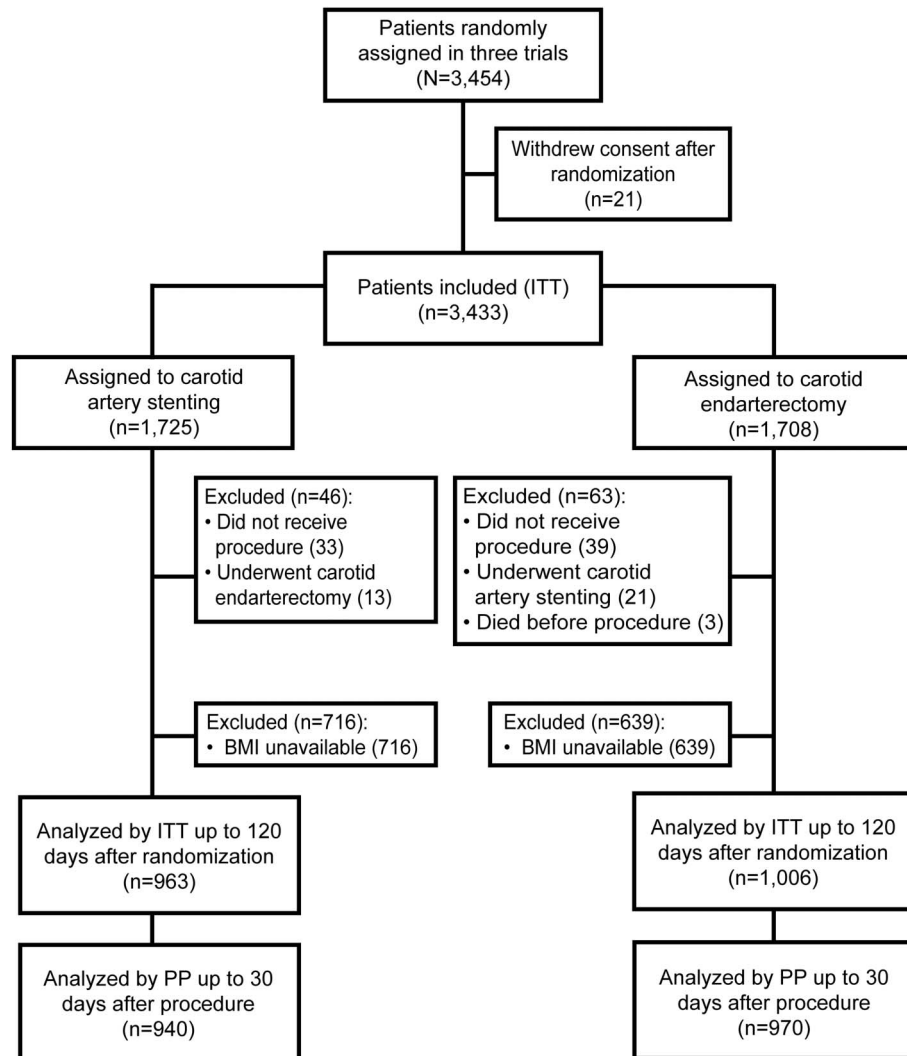 Patients randomly
assigned in three trials
(N=3,454)
Withdrew consent after
randomization
(n=21)
Patients included (ITT)
(n=3,433)
Assigned to carotid
artery stenting
(n=1,725)
Assigned to carotid
endarterectomy
(n=1,708)
Excluded (n=46):
• Did not receive
procedure (33)
• Underwent carotid
endarterectomy (13)
Excluded (n=63):
• Did not receive
procedure (39)
• Underwent carotid
artery stenting (21)
• Died before procedure (3)
Excluded (n=716):
• BMI unavailable (716)
Excluded (n=639):
• BMI unavailable (639)
Analyzed by ITT up to 120
days after randomization
(n=963)
Analyzed by ITT up to 120
days after randomization
(n=1,006)
Analyzed by PP up to 30
days after procedure
(n=940)
Analyzed by PP up to 30
days after procedure
(n=970)